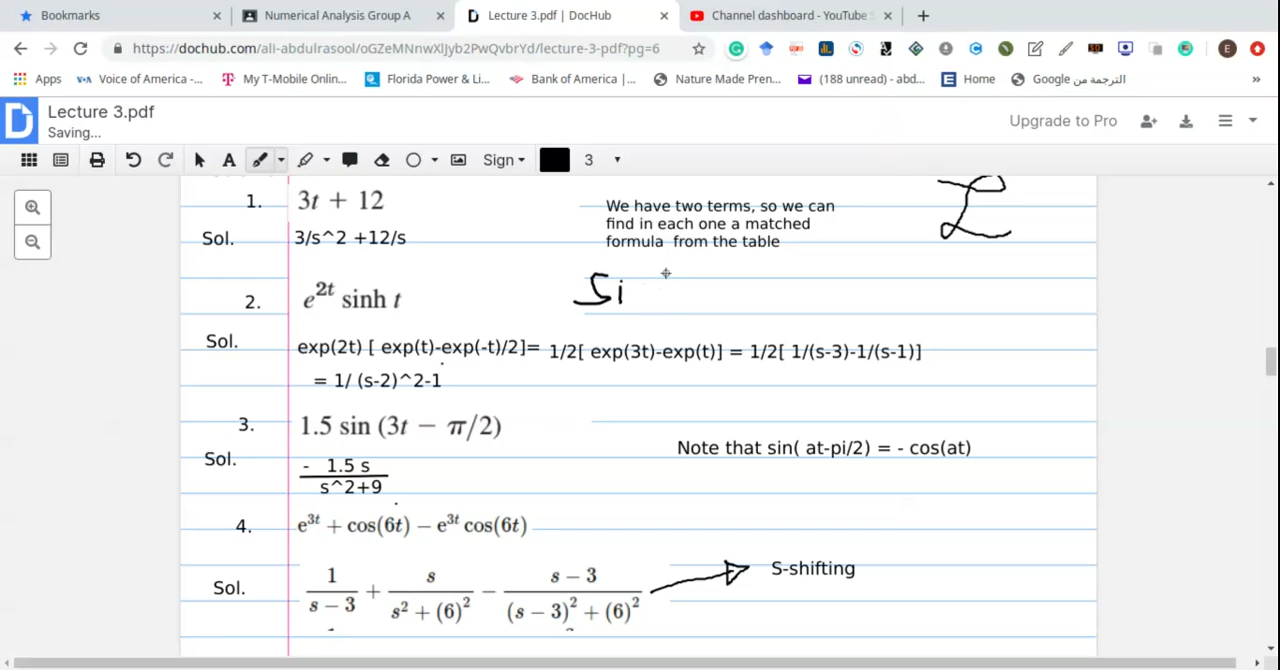 Bookmarks
Numerical Analysis Group A
Lecture 3.pdf | DocHub
Channel dashboard - YouTube S
https://dochub.com/ali-abdulrasool/oGZeMNnwXlJyb2PwQvbrYd/lecture-3-pdf?pg=6
E
Apps
VOA Voice of America -...
My T-Mobile Onlin...
Florida Power & Li...
Bank of America |...
Nature Made Pren...
(188 unread) - abd...
Home
الترجمة من Google
»
Lecture 3.pdf
Saving...
Upgrade to Pro
A
Sign
3
1. 3t + 12
We have two terms, so we can
find in each one a matched
formula from the table
ℒ
Sol. 3/s^2 +12/s
2. e²ᵗ sinh t
Si
Sol. exp(2t) [ exp(t)-exp(-t)/2]= 1/2[ exp(3t)-exp(t)] = 1/2[ 1/(s-3)-1/(s-1)]
= 1/ (s-2)^2-1
3. 1.5 sin (3t − π/2)
Note that sin( at-pi/2) = - cos(at)
Sol. - 1.5 s
s^2+9
4. e³ᵗ + cos(6t) − e³ᵗ cos(6t)
Sol. 1/(s − 3) + s/(s² + (6)²) − (s − 3)/((s − 3)² + (6)²)
S-shifting